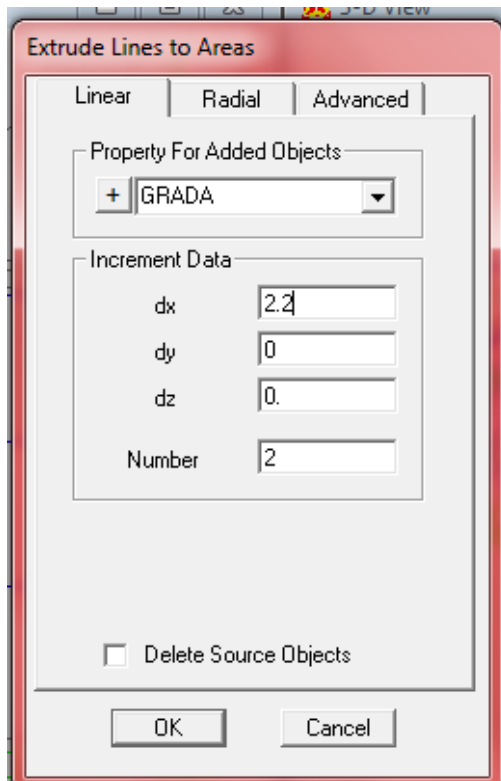 3-D View
Extrude Lines to Areas
Linear Radial Advanced
Property For Added Objects
+ GRADA
Increment Data
dx 2.2
dy 0
dz 0.
Number 2
Delete Source Objects
OK Cancel